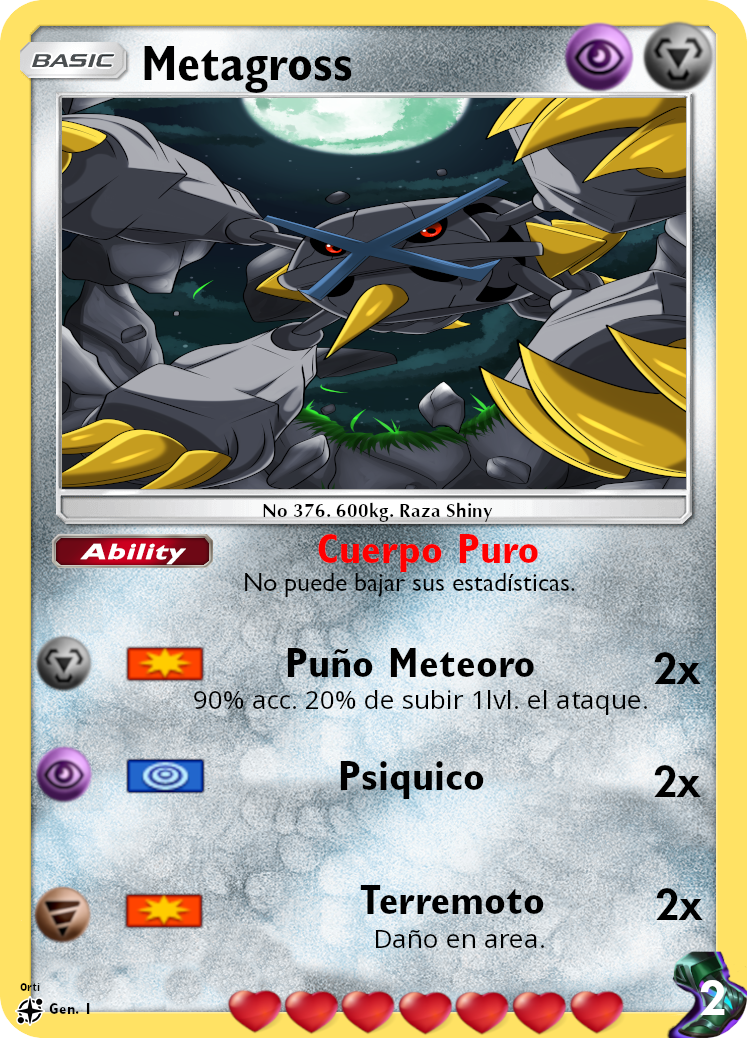 BASIC Metagross
No 376. 600kg. Raza Shiny
Ability Cuerpo Puro
No puede bajar sus estadísticas.
Puño Meteoro 2x
90% acc. 20% de subir 1lvl. el ataque.
Psiquico 2x
Terremoto 2x
Daño en area.
Orti
Gen. I
2